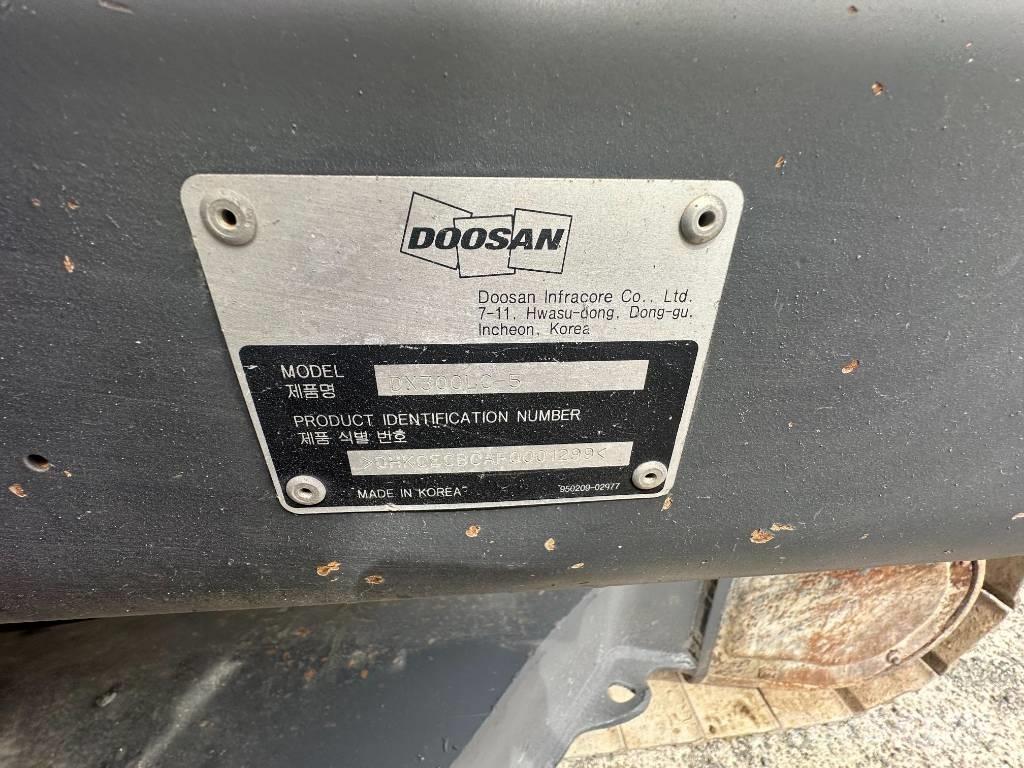 DOOSAN
Doosan Infracore Co., Ltd.
7-11, Hwasu-dong, Dong-gu,
Incheon, Korea
MODEL
제품명
DX300LC-5
PRODUCT IDENTIFICATION NUMBER
제품 식별 번호
MADE IN KOREA
950209-02977